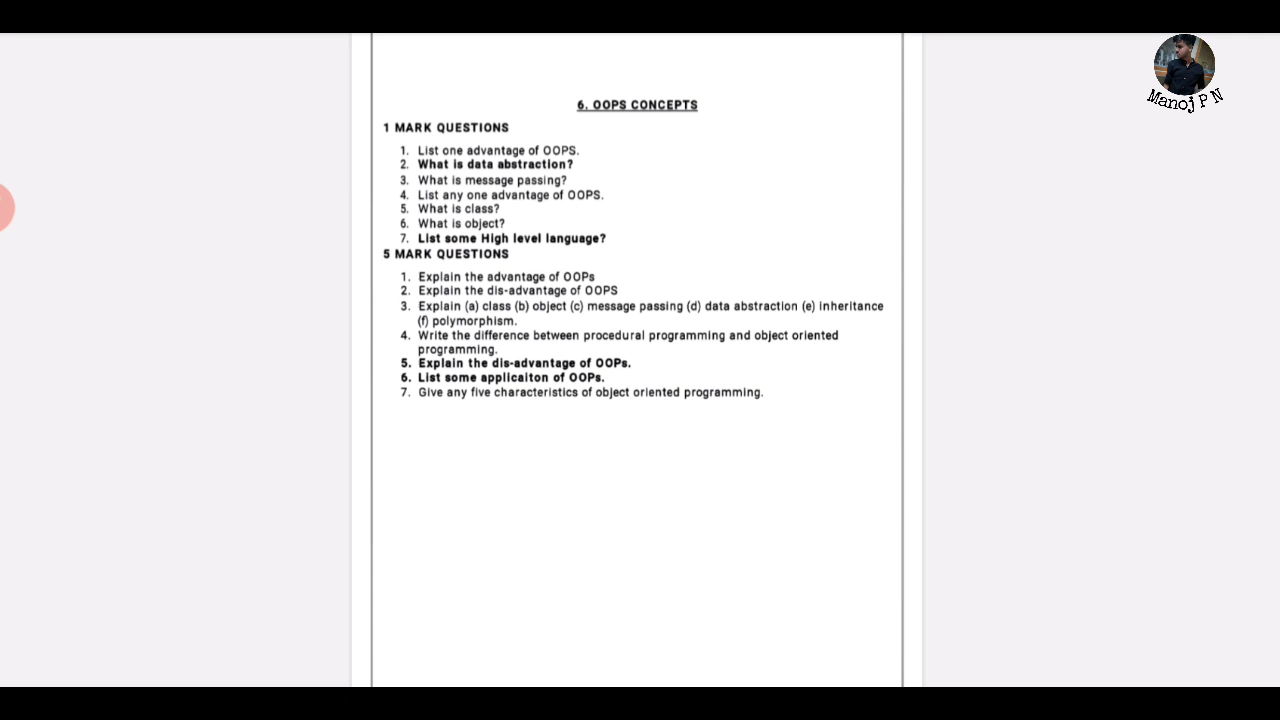 Manoj P N
6. OOPS CONCEPTS
1 MARK QUESTIONS
1. List one advantage of OOPS.
2. What is data abstraction?
3. What is message passing?
4. List any one advantage of OOPS.
5. What is class?
6. What is object?
7. List some High level language?
5 MARK QUESTIONS
1. Explain the advantage of OOPs
2. Explain the dis-advantage of OOPS
3. Explain (a) class (b) object (c) message passing (d) data abstraction (e) inheritance
(f) polymorphism.
4. Write the difference between procedural programming and object oriented
programming.
5. Explain the dis-advantage of OOPs.
6. List some applicaiton of OOPs.
7. Give any five characteristics of object oriented programming.